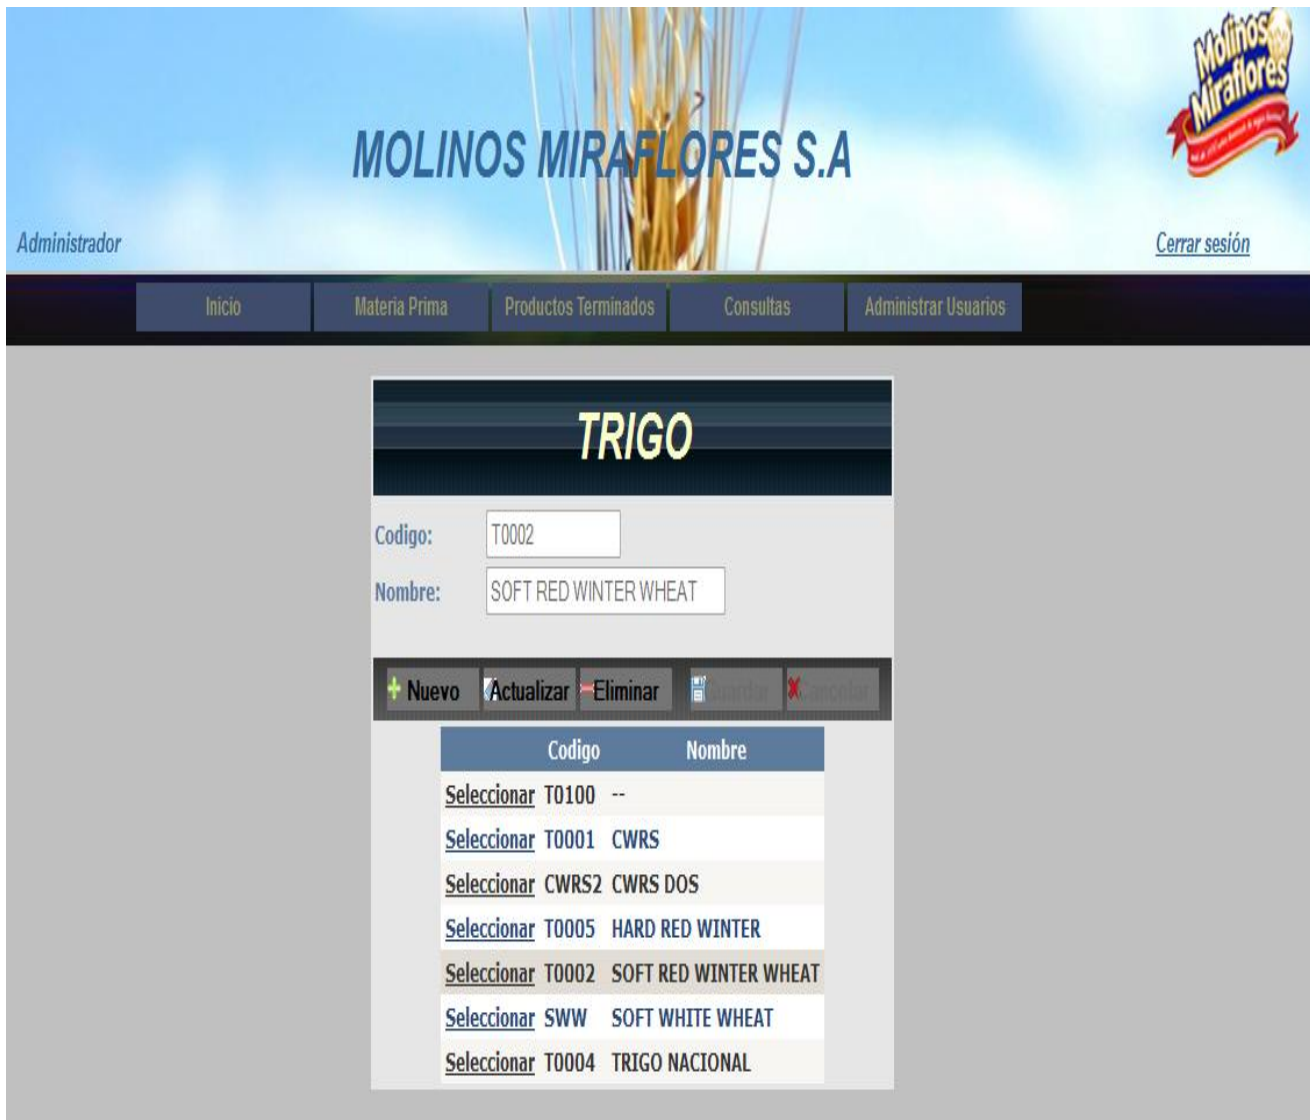 Molinos
Miraflores
MOLINOS MIRAFLORES S.A
Administrador
Cerrar sesión
Inicio
Materia Prima
Productos Terminados
Consultas
Administrar Usuarios
TRIGO
Codigo: T0002
Nombre: SOFT RED WINTER WHEAT
Nuevo Actualizar Eliminar Guardar Cancelar
Codigo Nombre
Seleccionar T0100 --
Seleccionar T0001 CWRS
Seleccionar CWRS2 CWRS DOS
Seleccionar T0005 HARD RED WINTER
Seleccionar T0002 SOFT RED WINTER WHEAT
Seleccionar SWW SOFT WHITE WHEAT
Seleccionar T0004 TRIGO NACIONAL